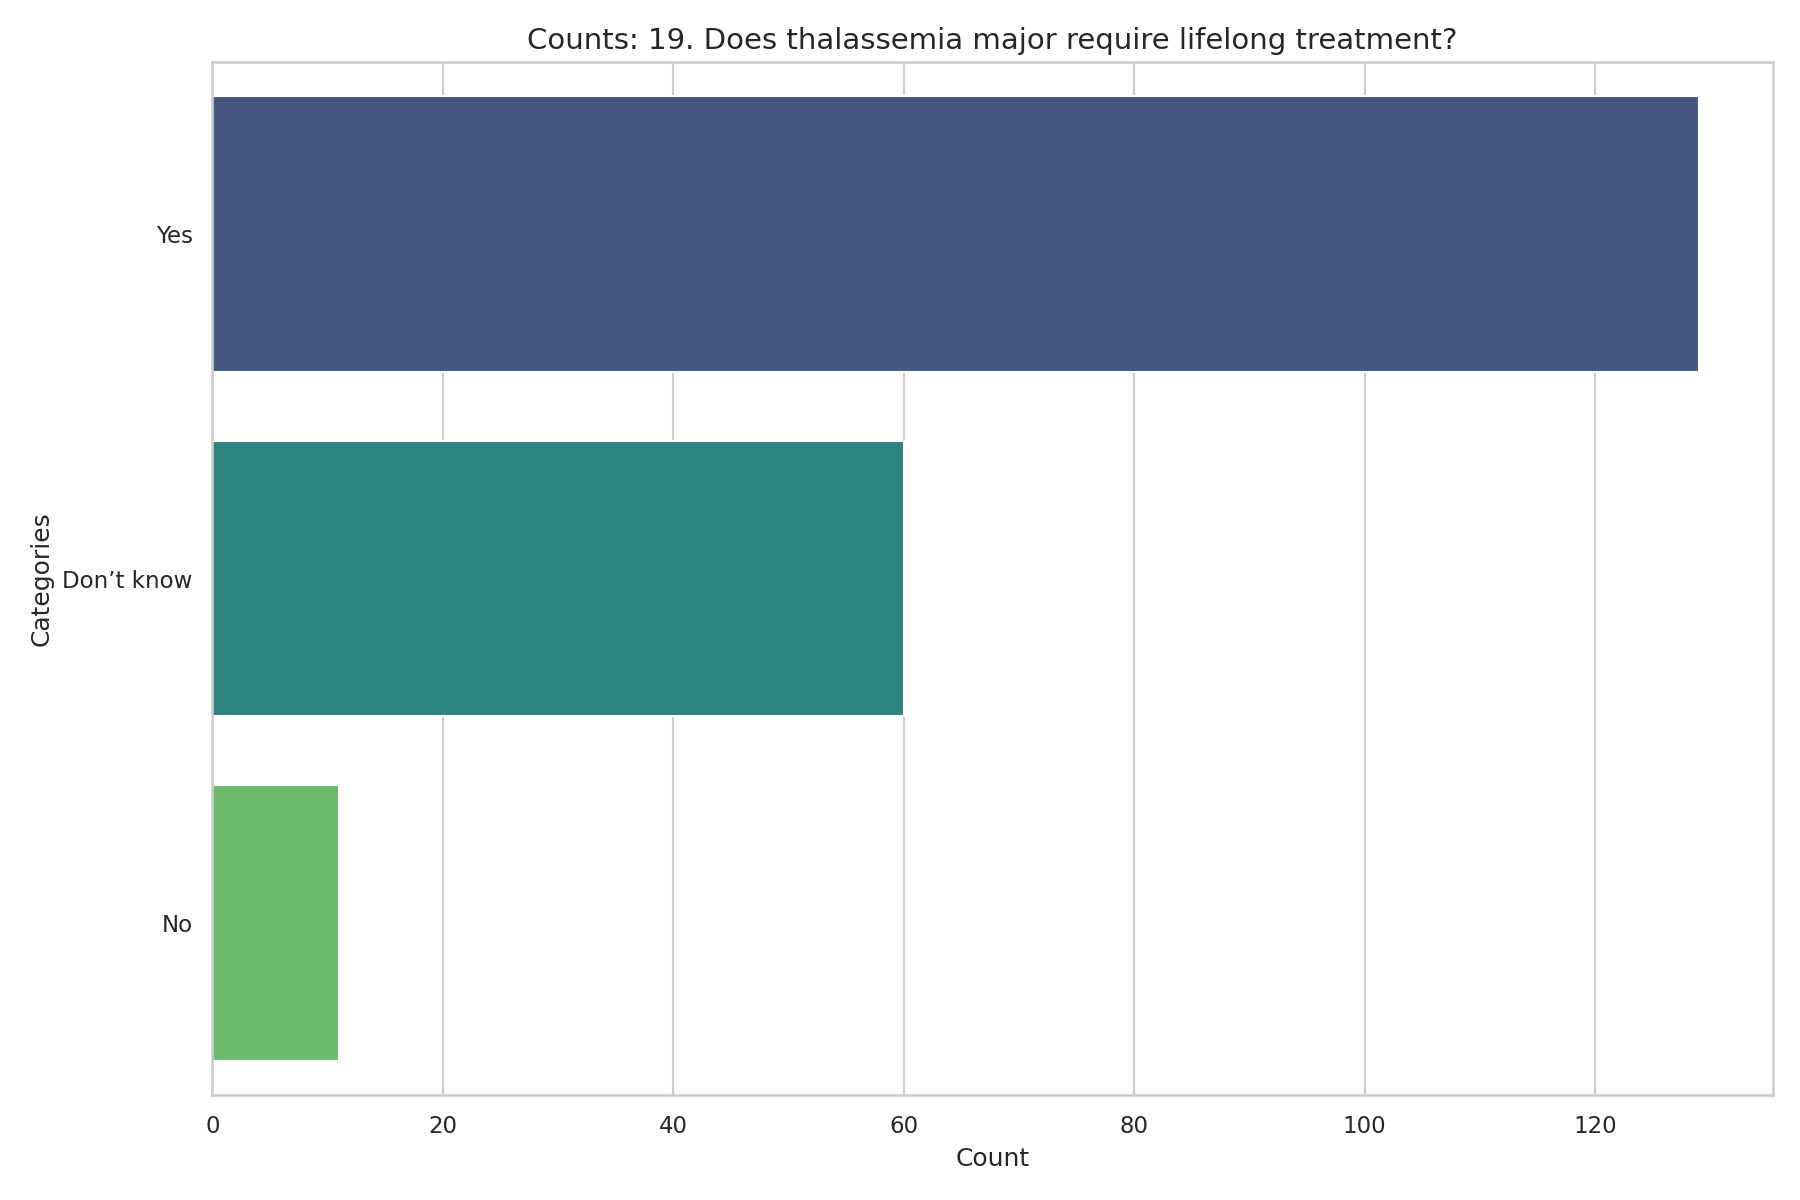 Counts: 19. Does thalassemia major require lifelong treatment?
Yes
Don’t know
No
Categories
0 20 40 60 80 100 120
Count